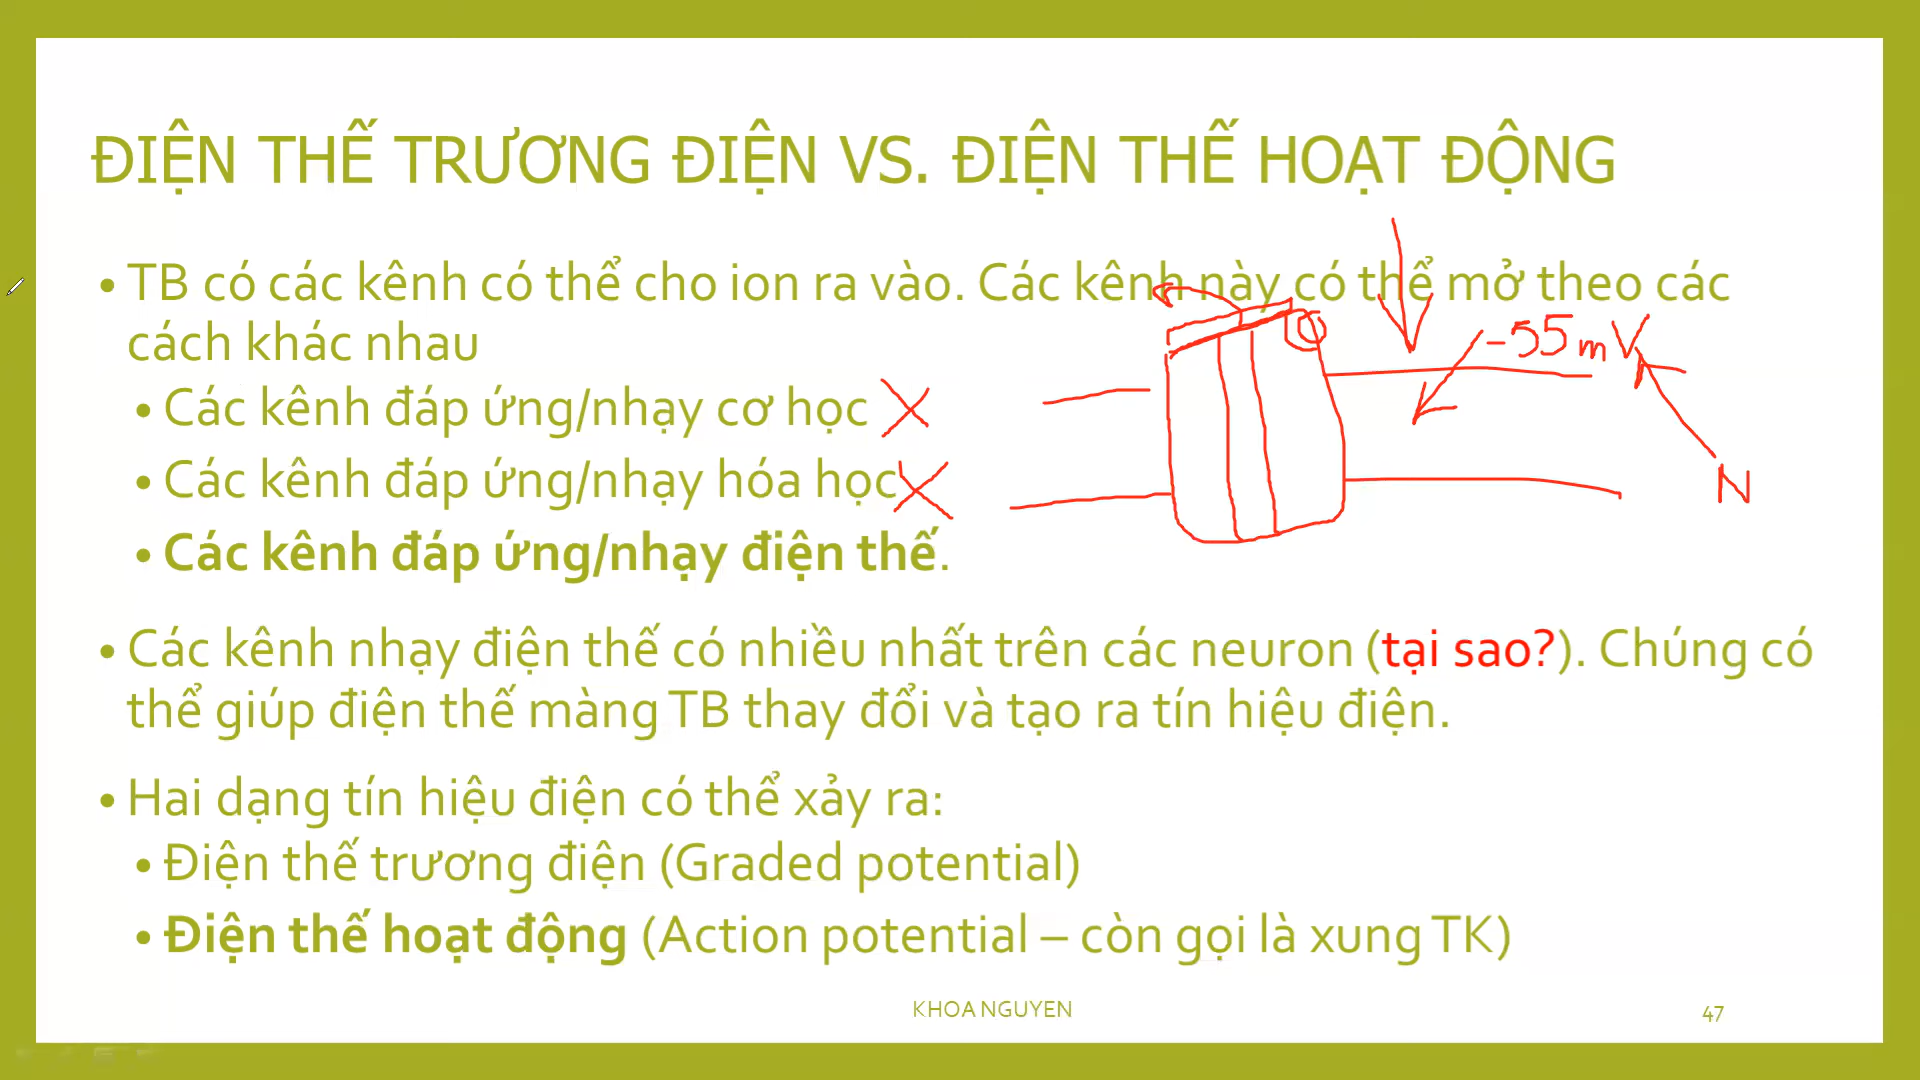 ĐIỆN THẾ TRƯƠNG ĐIỆN VS. ĐIỆN THẾ HOẠT ĐỘNG
• TB có các kênh có thể cho ion ra vào. Các kênh này có thể mở theo các
cách khác nhau
• Các kênh đáp ứng/nhạy cơ học
• Các kênh đáp ứng/nhạy hóa học
• Các kênh đáp ứng/nhạy điện thế.
-55mV
N
• Các kênh nhạy điện thế có nhiều nhất trên các neuron (tại sao?). Chúng có
thể giúp điện thế màng TB thay đổi và tạo ra tín hiệu điện.
• Hai dạng tín hiệu điện có thể xảy ra:
• Điện thế trương điện (Graded potential)
• Điện thế hoạt động (Action potential – còn gọi là xung TK)
KHOA NGUYEN
47